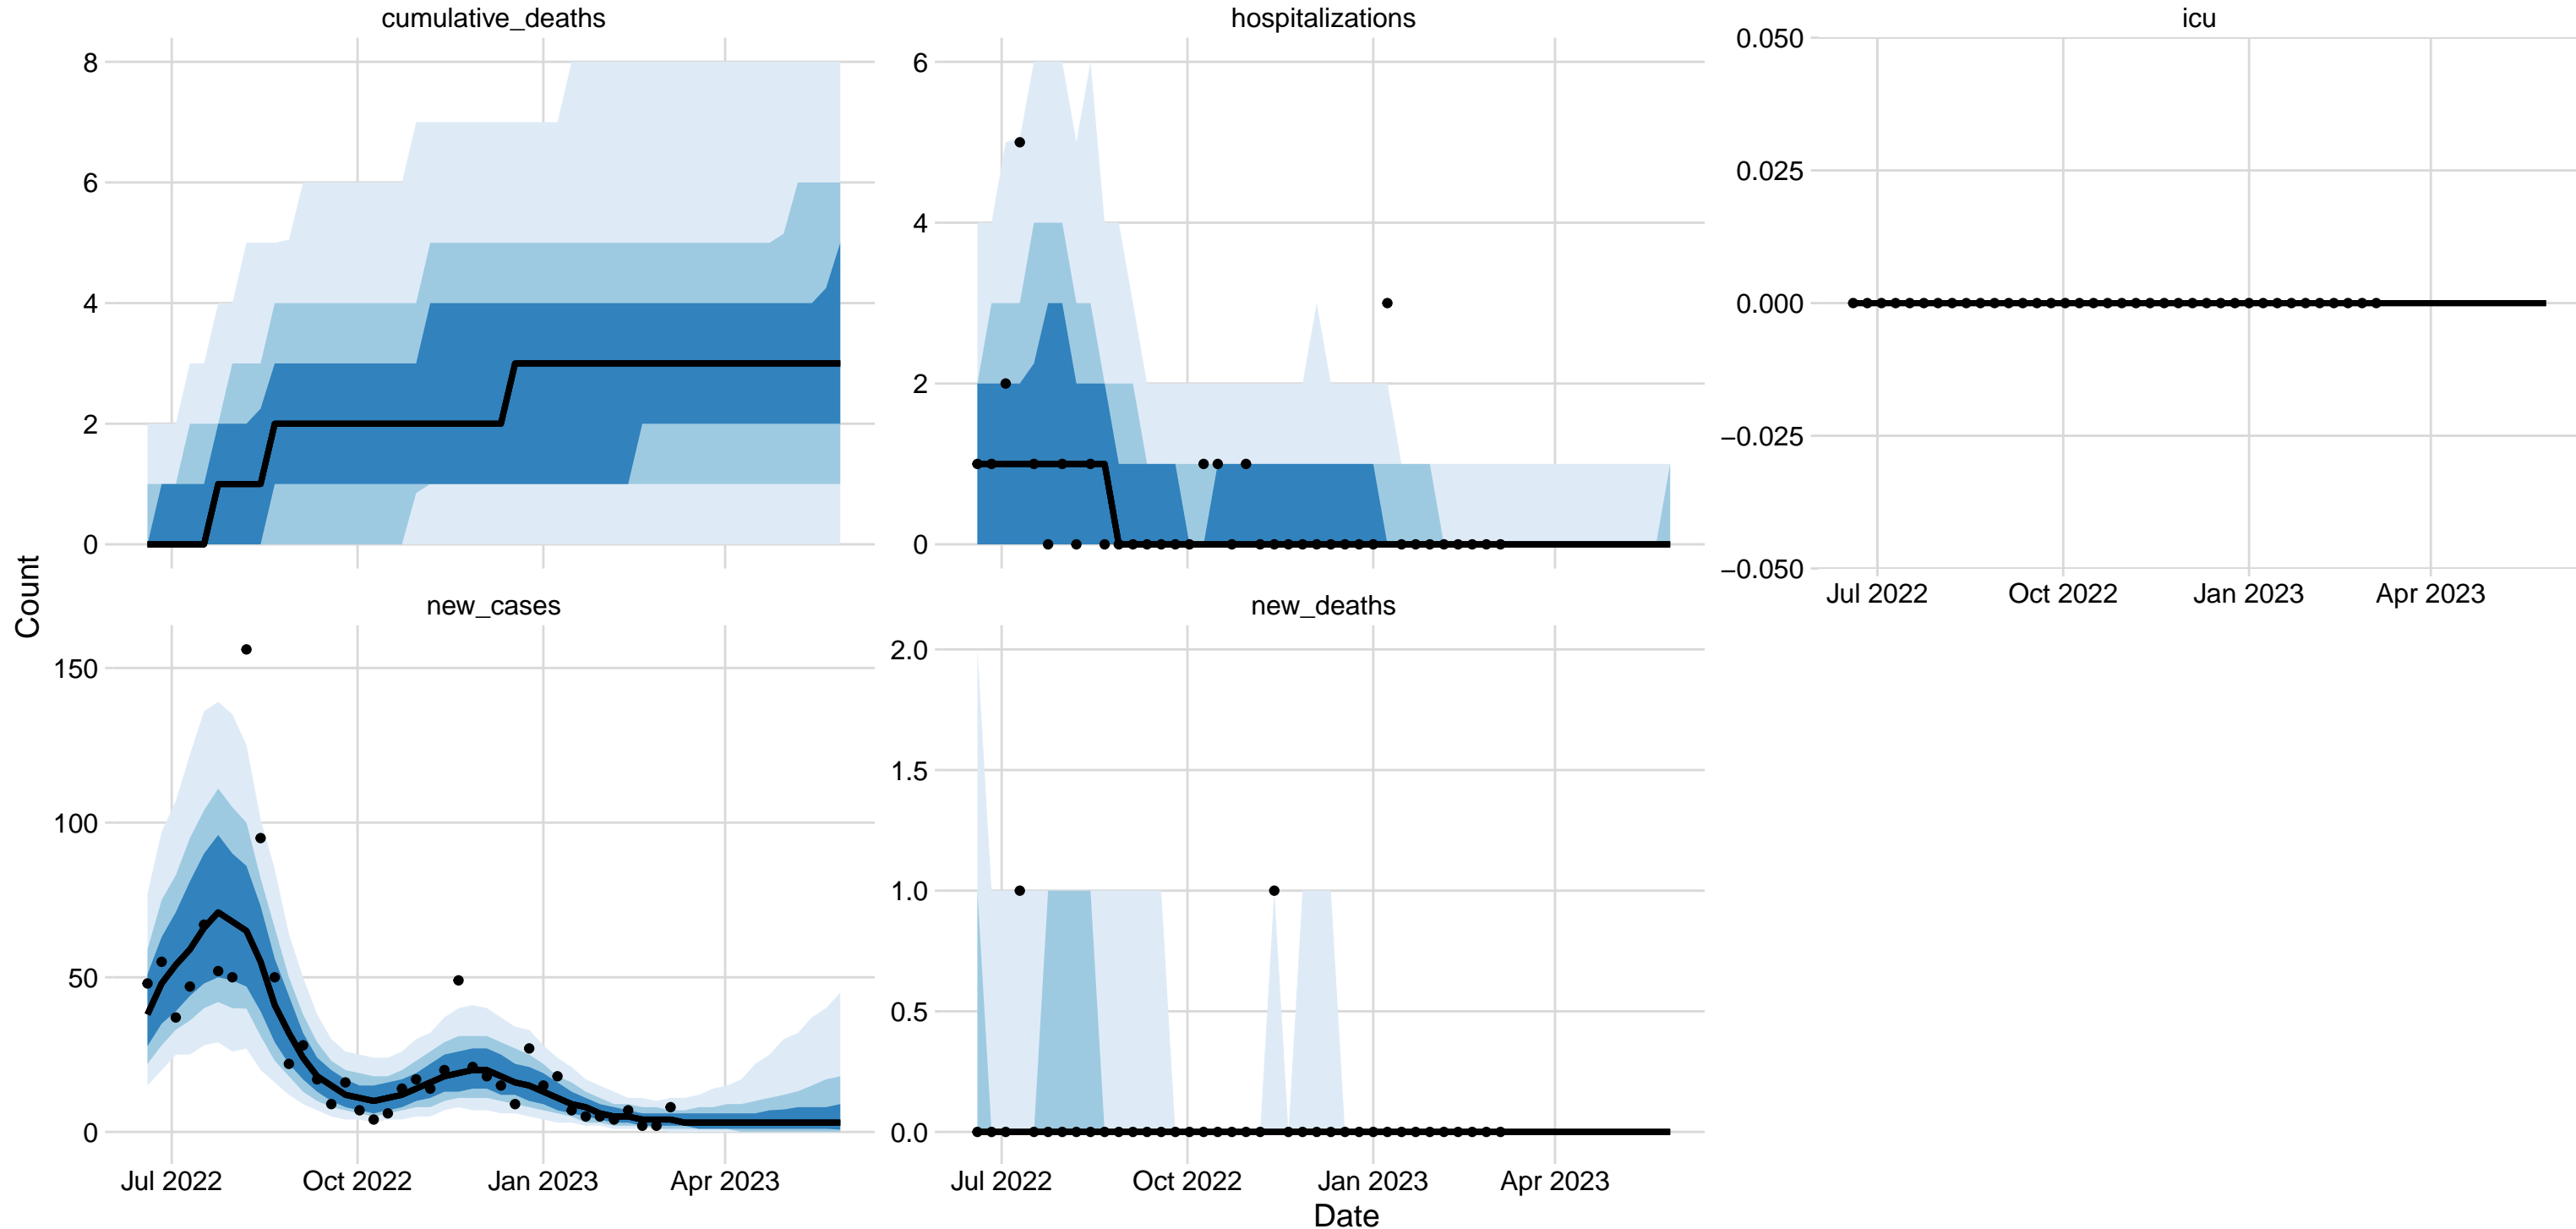 cumulative_deaths
8
6
4
2
0
hospitalizations
6
4
2
0
icu
0.050
0.025
0.000
−0.025
−0.050
Jul 2022 Oct 2022 Jan 2023 Apr 2023
Count
new_cases
150
100
50
0
Jul 2022 Oct 2022 Jan 2023 Apr 2023
new_deaths
2.0
1.5
1.0
0.5
0.0
Jul 2022 Oct 2022 Jan 2023 Apr 2023
Date